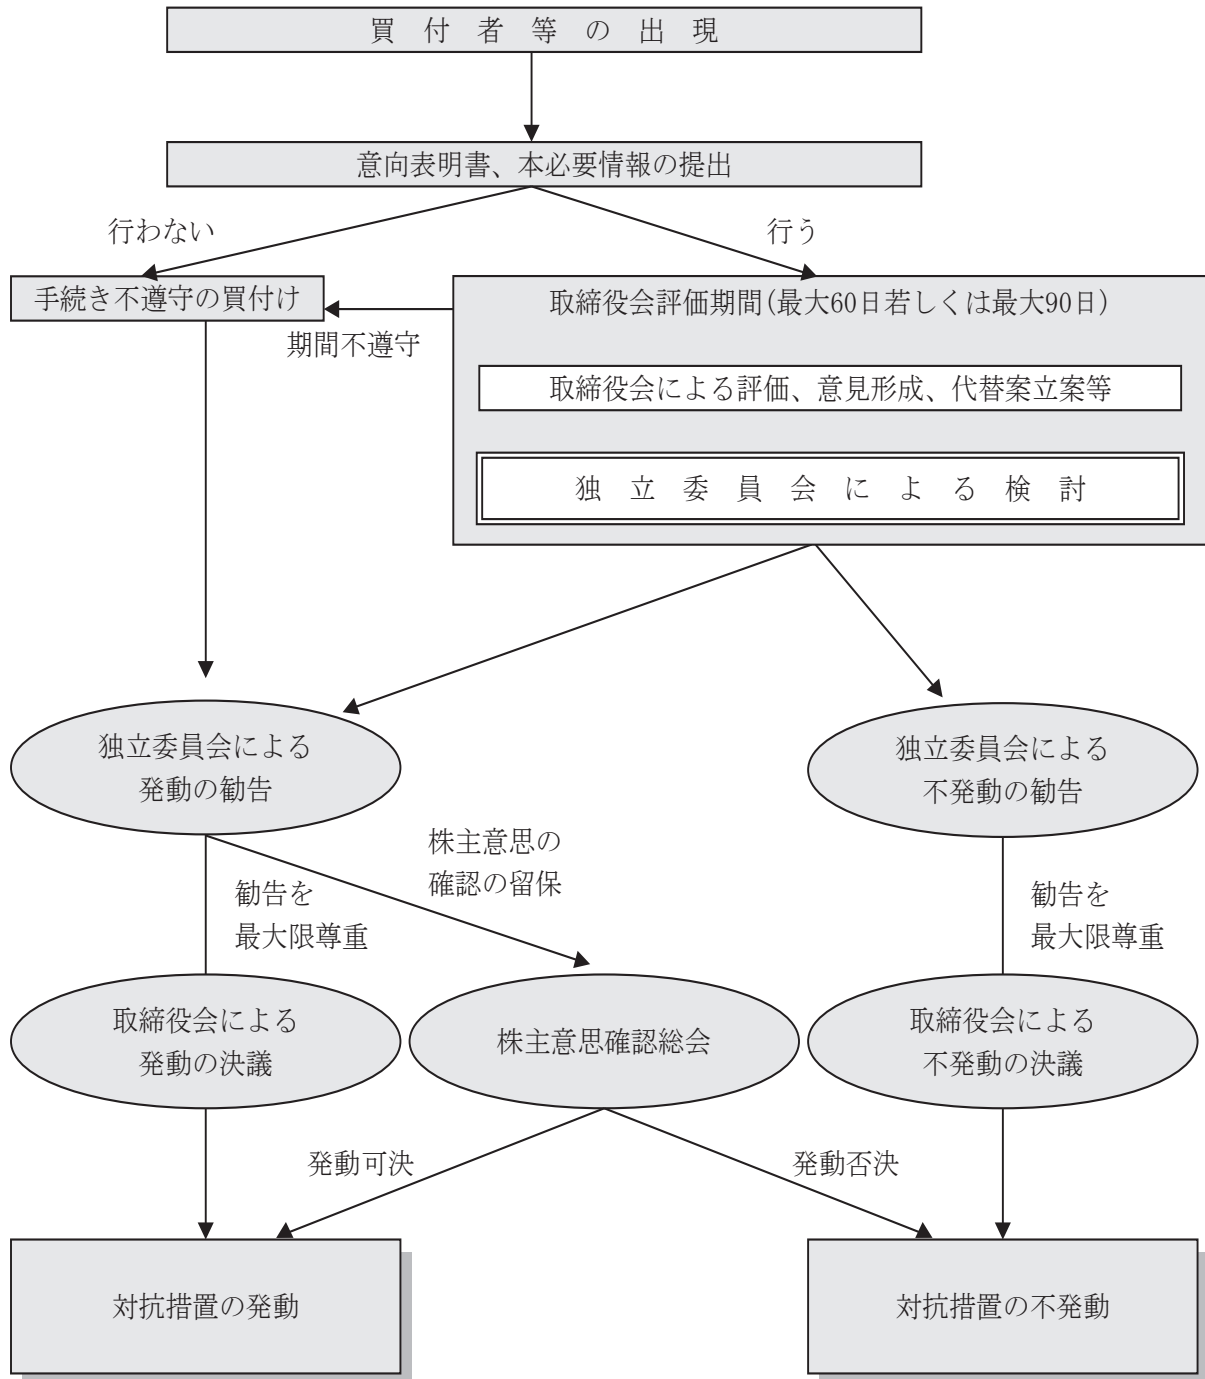 買付者等の出現
意向表明書、本必要情報の提出
行わない
行う
手続き不遵守の買付け
取締役会評価期間(最大60日若しくは最大90日)
期間不遵守
取締役会による評価、意見形成、代替案立案等
独立委員会による検討
独立委員会による
発動の勧告
独立委員会による
不発動の勧告
株主意思の
確認の留保
勧告を
最大限尊重
勧告を
最大限尊重
取締役会による
発動の決議
株主意思確認総会
取締役会による
不発動の決議
発動可決
発動否決
対抗措置の発動
対抗措置の不発動